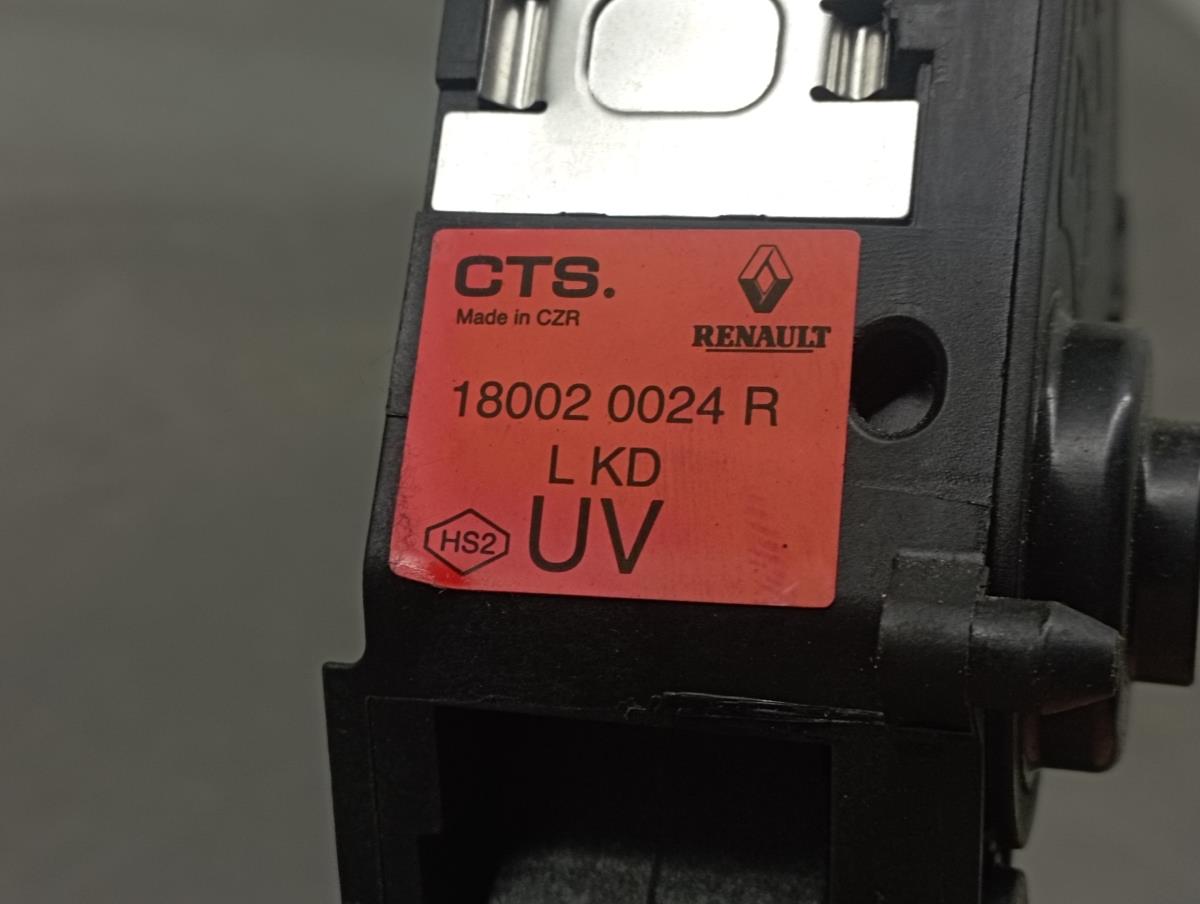 CTS.
Made in CZR
RENAULT
18002 0024 R
L KD
HS2
UV